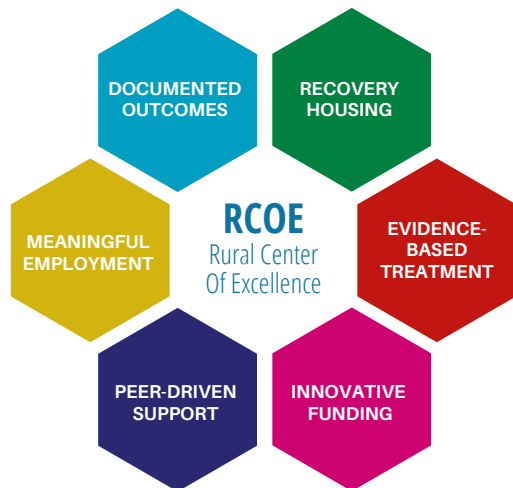 DOCUMENTED
OUTCOMES
RECOVERY
HOUSING
MEANINGFUL
EMPLOYMENT
RCOE
Rural Center
Of Excellence
EVIDENCE-
BASED
TREATMENT
PEER-DRIVEN
SUPPORT
INNOVATIVE
FUNDING